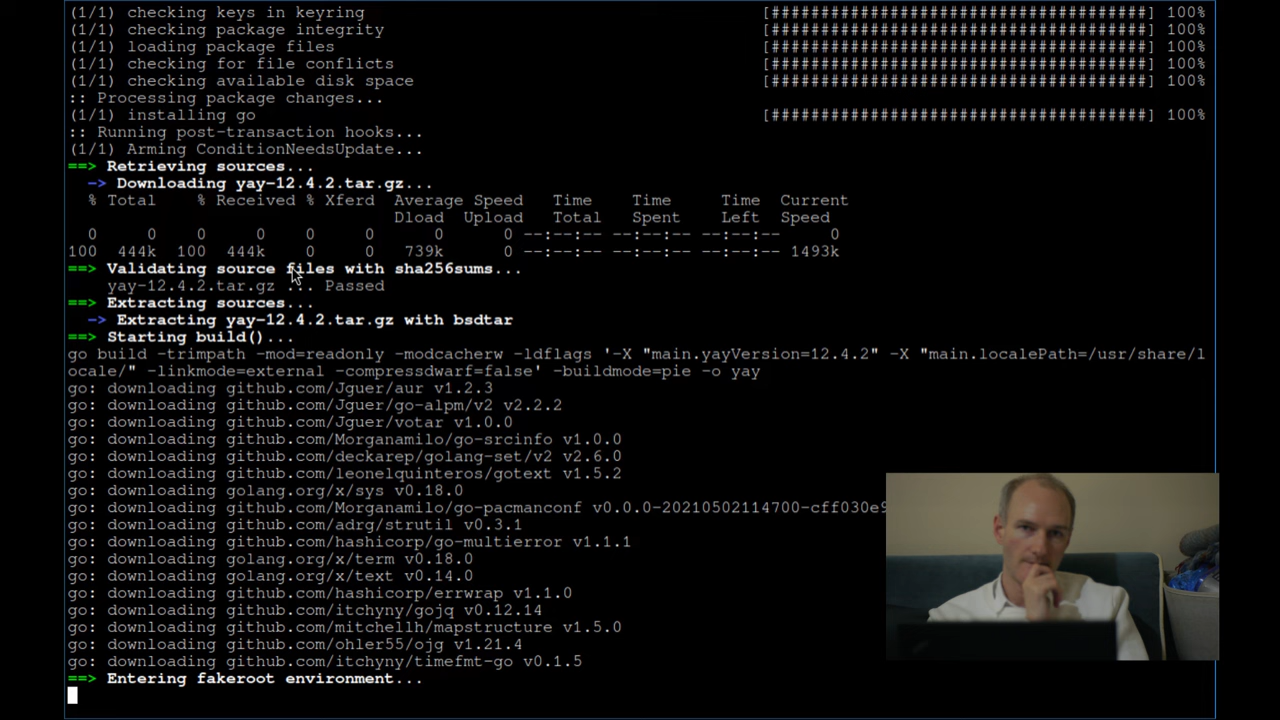 (1/1) checking keys in keyring [######################################] 100%
(1/1) checking package integrity [######################################] 100%
(1/1) loading package files [######################################] 100%
(1/1) checking for file conflicts [######################################] 100%
(1/1) checking available disk space [######################################] 100%
:: Processing package changes...
(1/1) installing go [######################################] 100%
:: Running post-transaction hooks...
(1/1) Arming ConditionNeedsUpdate...
==> Retrieving sources...
-> Downloading yay-12.4.2.tar.gz...
% Total % Received % Xferd Average Speed Time Time Time Current
Dload Upload Total Spent Left Speed
0 0 0 0 0 0 0 0 --:--:-- --:--:-- --:--:-- 0
100 444k 100 444k 0 0 739k 0 --:--:-- --:--:-- --:--:-- 1493k
==> Validating source files with sha256sums...
yay-12.4.2.tar.gz ... Passed
==> Extracting sources...
-> Extracting yay-12.4.2.tar.gz with bsdtar
==> Starting build()...
go build -trimpath -mod=readonly -modcacherw -ldflags '-X "main.yayVersion=12.4.2" -X "main.localePath=/usr/share/l
ocale/" -linkmode=external -compressdwarf=false' -buildmode=pie -o yay
go: downloading github.com/Jguer/aur v1.2.3
go: downloading github.com/Jguer/go-alpm/v2 v2.2.2
go: downloading github.com/Jguer/votar v1.0.0
go: downloading github.com/Morganamilo/go-srcinfo v1.0.0
go: downloading github.com/deckarep/golang-set/v2 v2.6.0
go: downloading github.com/leonelquinteros/gotext v1.5.2
go: downloading golang.org/x/sys v0.18.0
go: downloading github.com/Morganamilo/go-pacmanconf v0.0.0-20210502114700-cff030e9
go: downloading github.com/adrg/strutil v0.3.1
go: downloading github.com/hashicorp/go-multierror v1.1.1
go: downloading golang.org/x/term v0.18.0
go: downloading golang.org/x/text v0.14.0
go: downloading github.com/hashicorp/errwrap v1.1.0
go: downloading github.com/itchyny/gojq v0.12.14
go: downloading github.com/mitchellh/mapstructure v1.5.0
go: downloading github.com/ohler55/ojg v1.21.4
go: downloading github.com/itchyny/timefmt-go v0.1.5
==> Entering fakeroot environment...